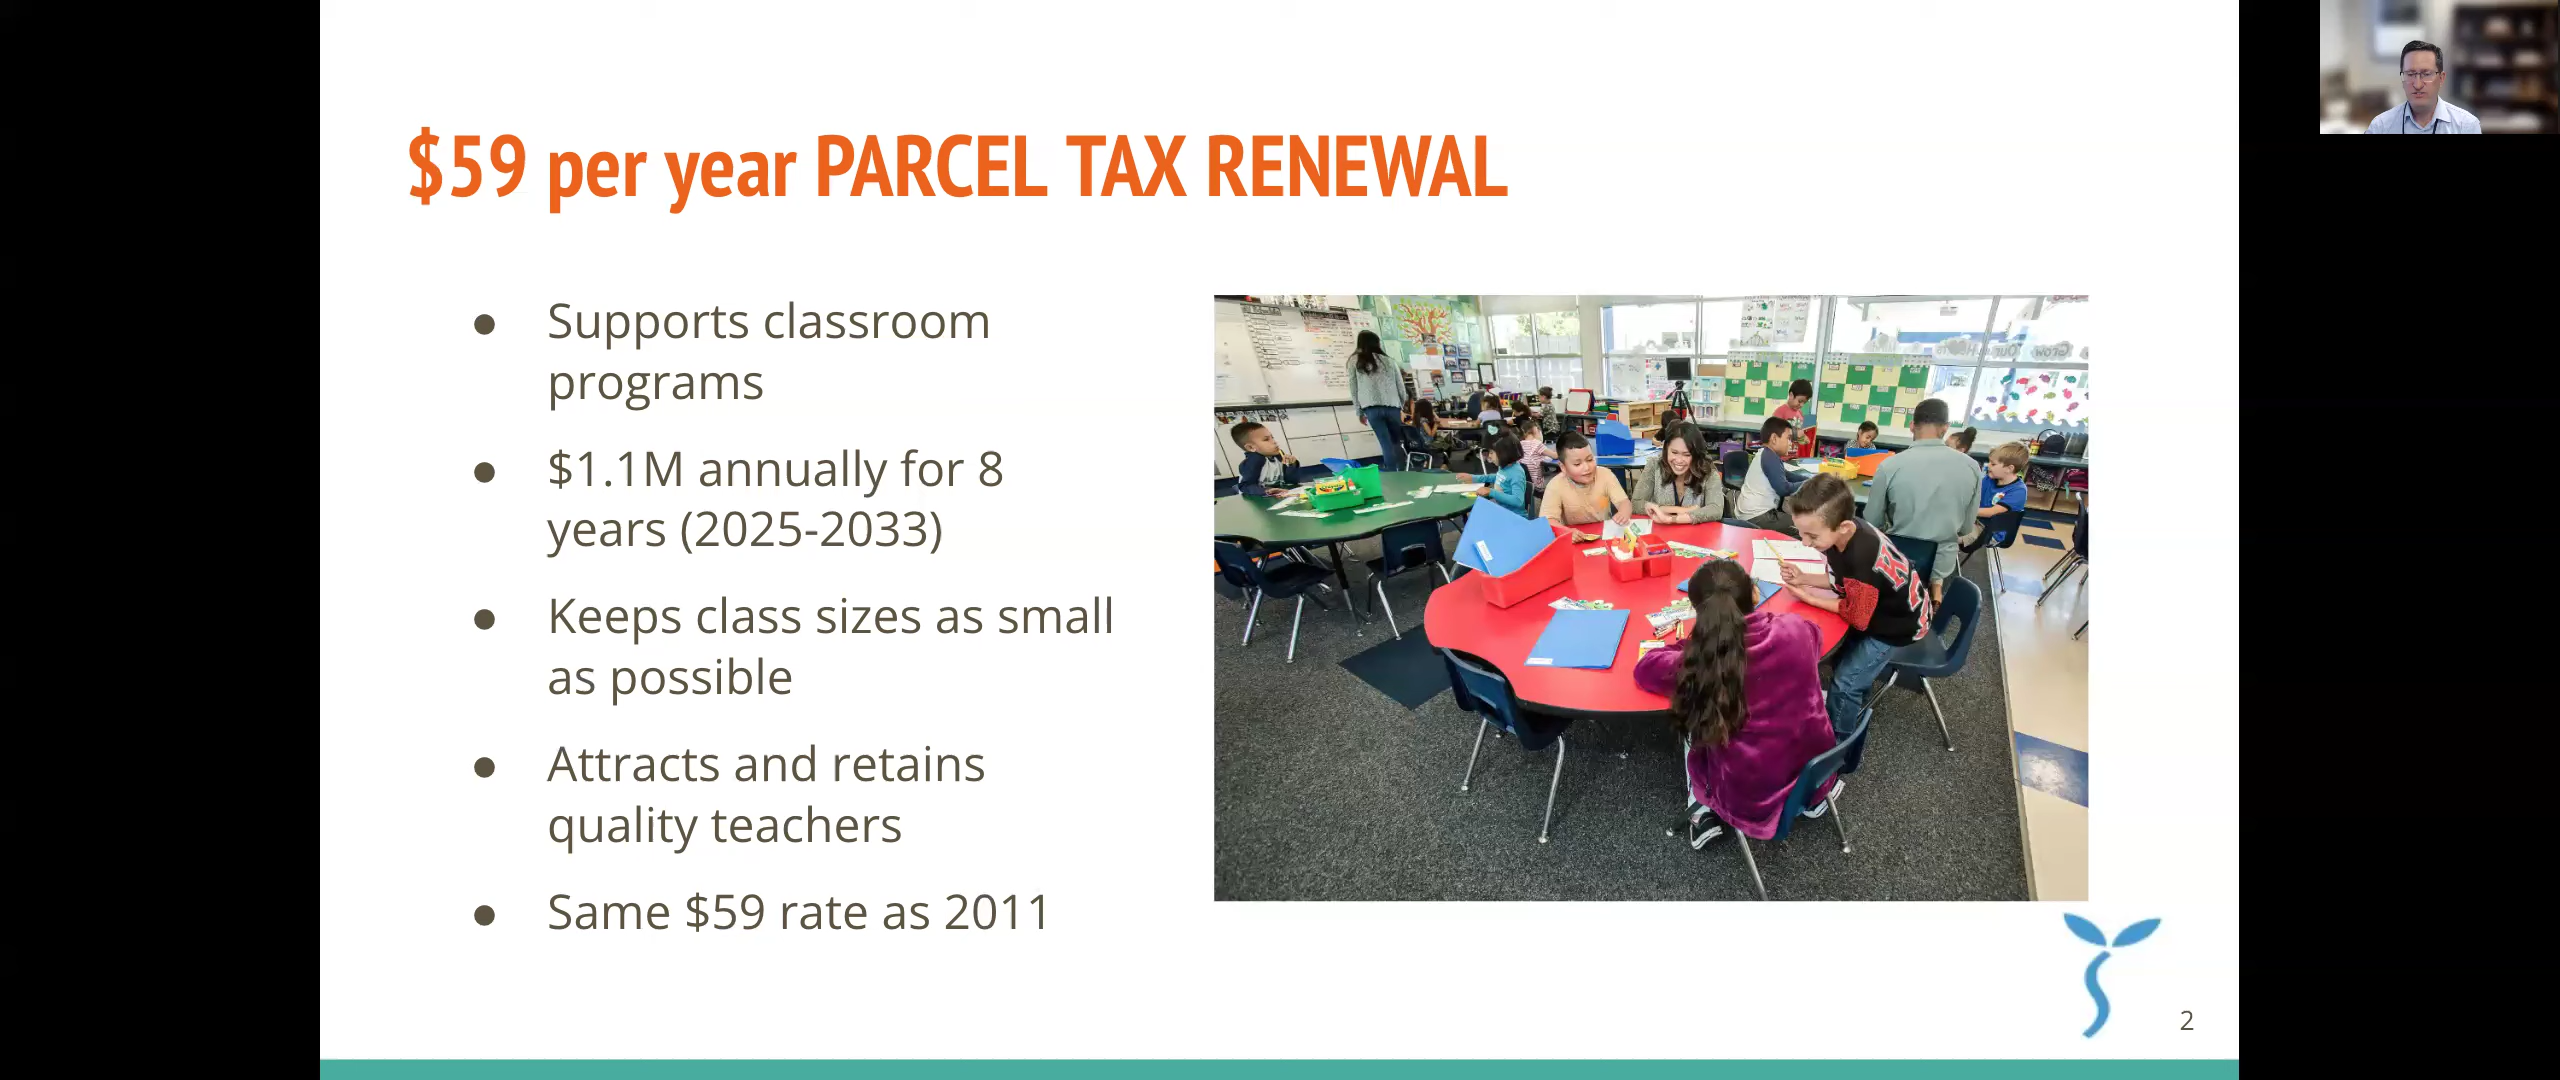 $59 per year PARCEL TAX RENEWAL
● Supports classroom
programs
● $1.1M annually for 8
years (2025-2033)
● Keeps class sizes as small
as possible
● Attracts and retains
quality teachers
● Same $59 rate as 2011
2